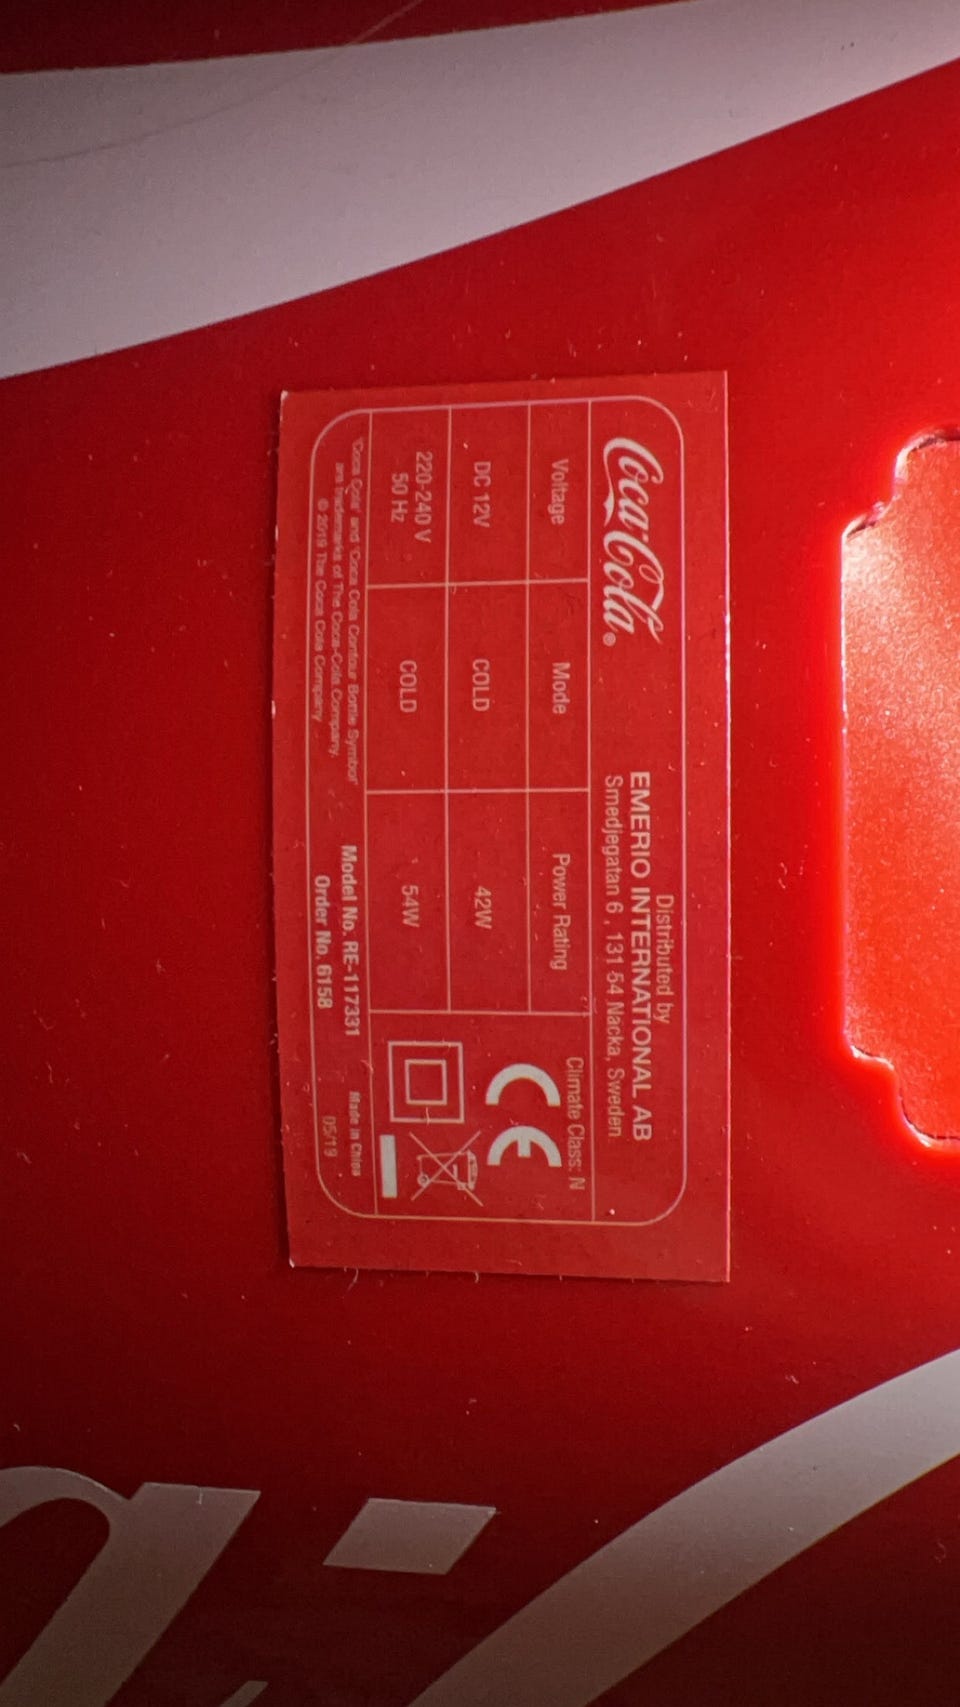 Coca-Cola®
Distributed by
EMERIO INTERNATIONAL AB
Smedjegatan 6 , 131 54 Nacka, Sweden
Voltage Mode Power Rating Climate Class: N
DC 12V COLD 42W CE
220-240 V
50 Hz COLD 54W
'Coca Cola' and 'Coca Cola Contour Bottle Symbol'
are trademarks of The Coca-Cola Company.
© 2019 The Coca Cola Company
Model No. RE-117331
Order No. 6158
Made in China
05/19